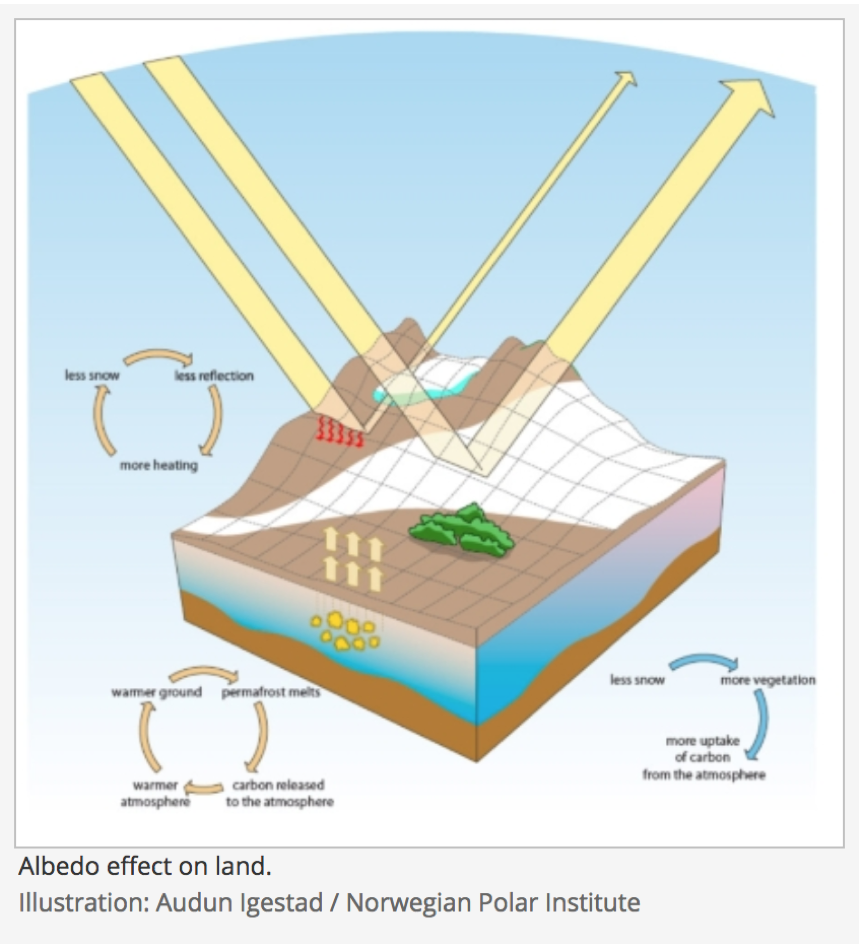 less snow
less reflection
more heating
warmer ground
permafrost melts
carbon released
to the atmosphere
warmer
atmosphere
less snow
more vegetation
more uptake
of carbon
from the atmosphere
Albedo effect on land.
Illustration: Audun Igestad / Norwegian Polar Institute